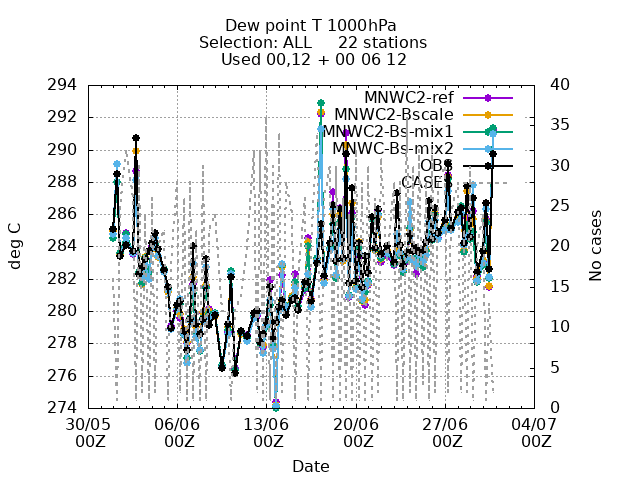 Dew point T 1000hPa
Selection: ALL 22 stations
Used 00,12 + 00 06 12
294
292
290
288
286
284
282
280
278
276
274
40
35
30
25
20
15
10
5
0
MNWC2-ref
MNWC2-Bscale
MNWC2-Bs-mix1
MNWC-Bs-mix2
OBS
CASES
deg C
No cases
30/05 06/06 13/06 20/06 27/06 04/07
00Z 00Z 00Z 00Z 00Z 00Z
Date